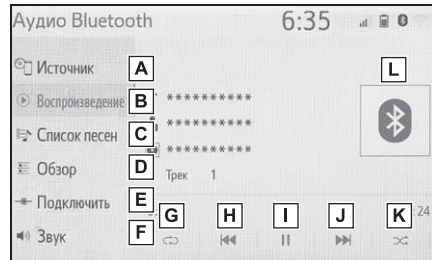 Аудио Bluetooth 6:35
Источник A L
Воспроизведение B **********
Список песен C **********
Обзор D **********
Трек 1
Подключить E
24
Звук F G H I J K